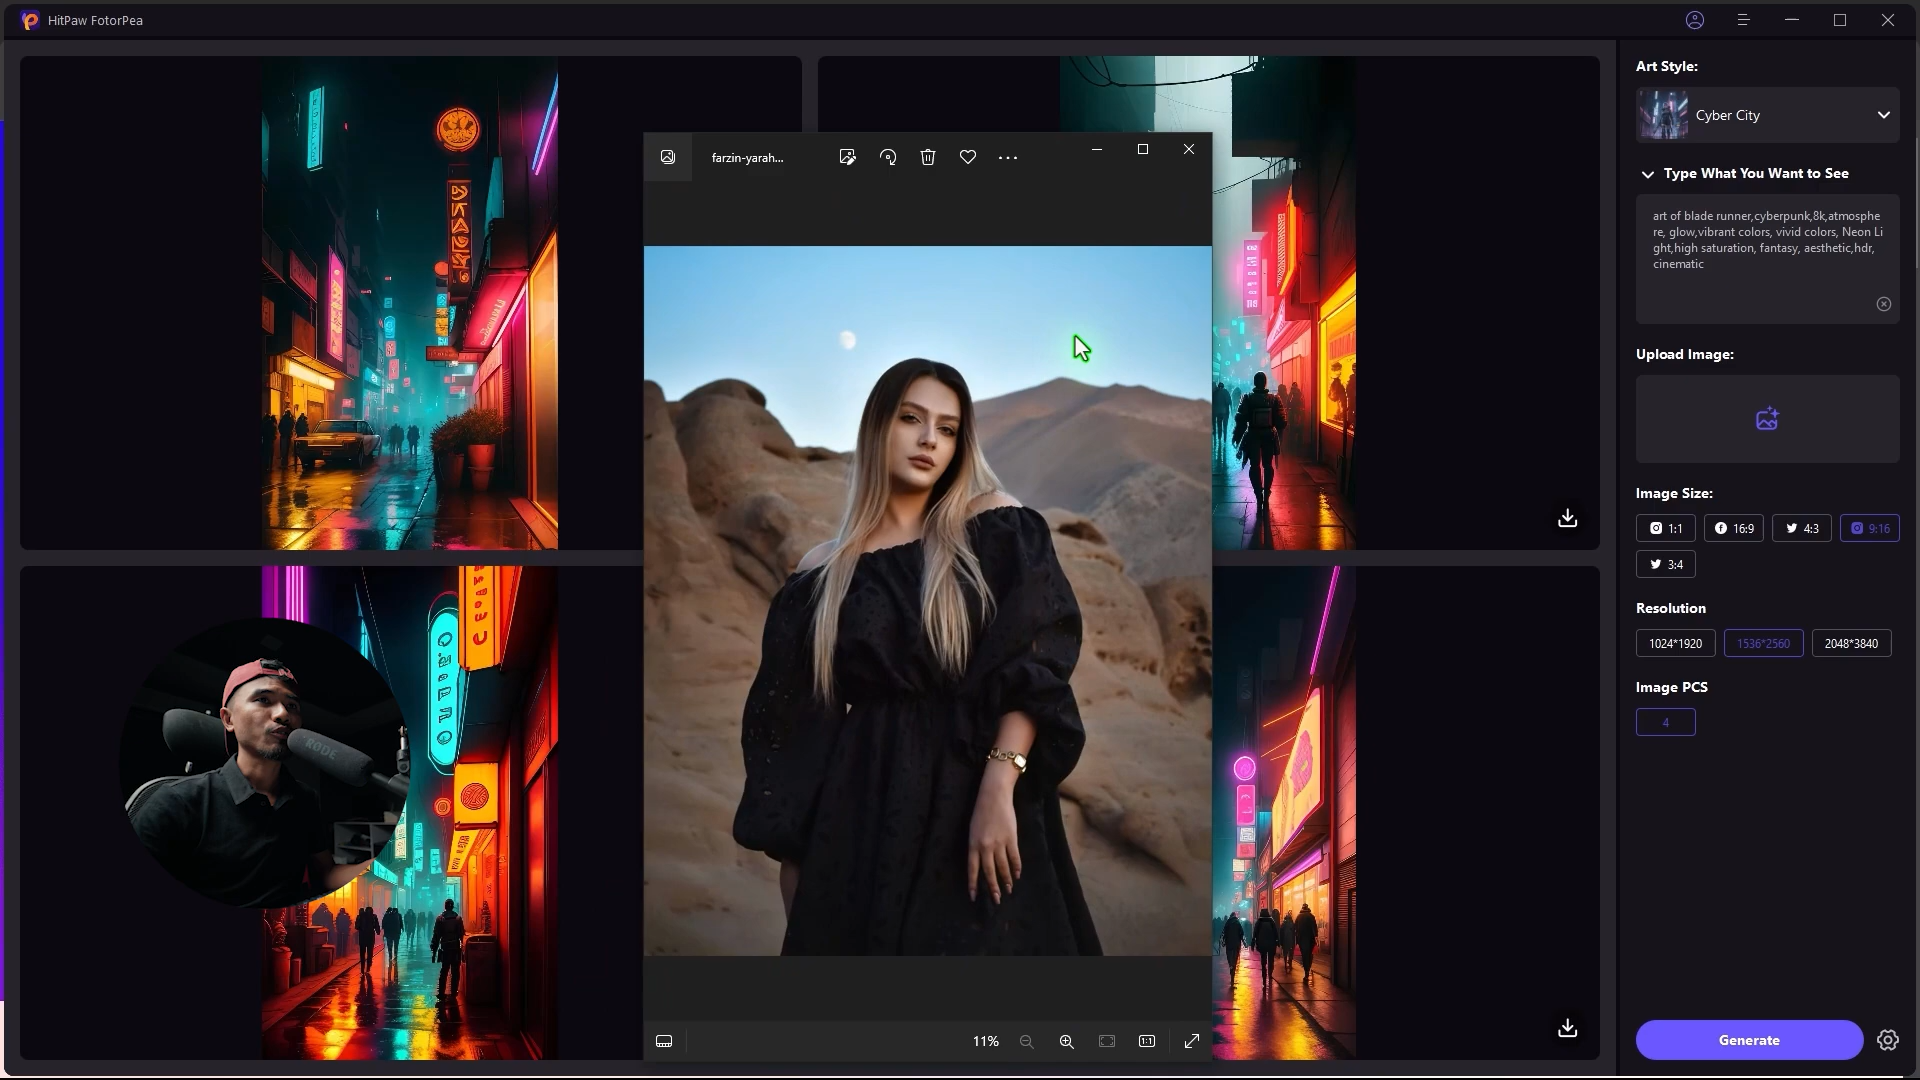 HitPaw FotorPea
farzin-yarah...
11%
RØDE
Art Style:
Cyber City
Type What You Want to See
art of blade runner,cyberpunk,8k,atmosphe
re, glow,vibrant colors, vivid colors, Neon Li
ght,high saturation, fantasy, aesthetic,hdr,
cinematic
Upload Image:
Image Size:
1:1
16:9
4:3
9:16
3:4
Resolution
1024*1920
1536*2560
2048*3840
Image PCS
4
Generate